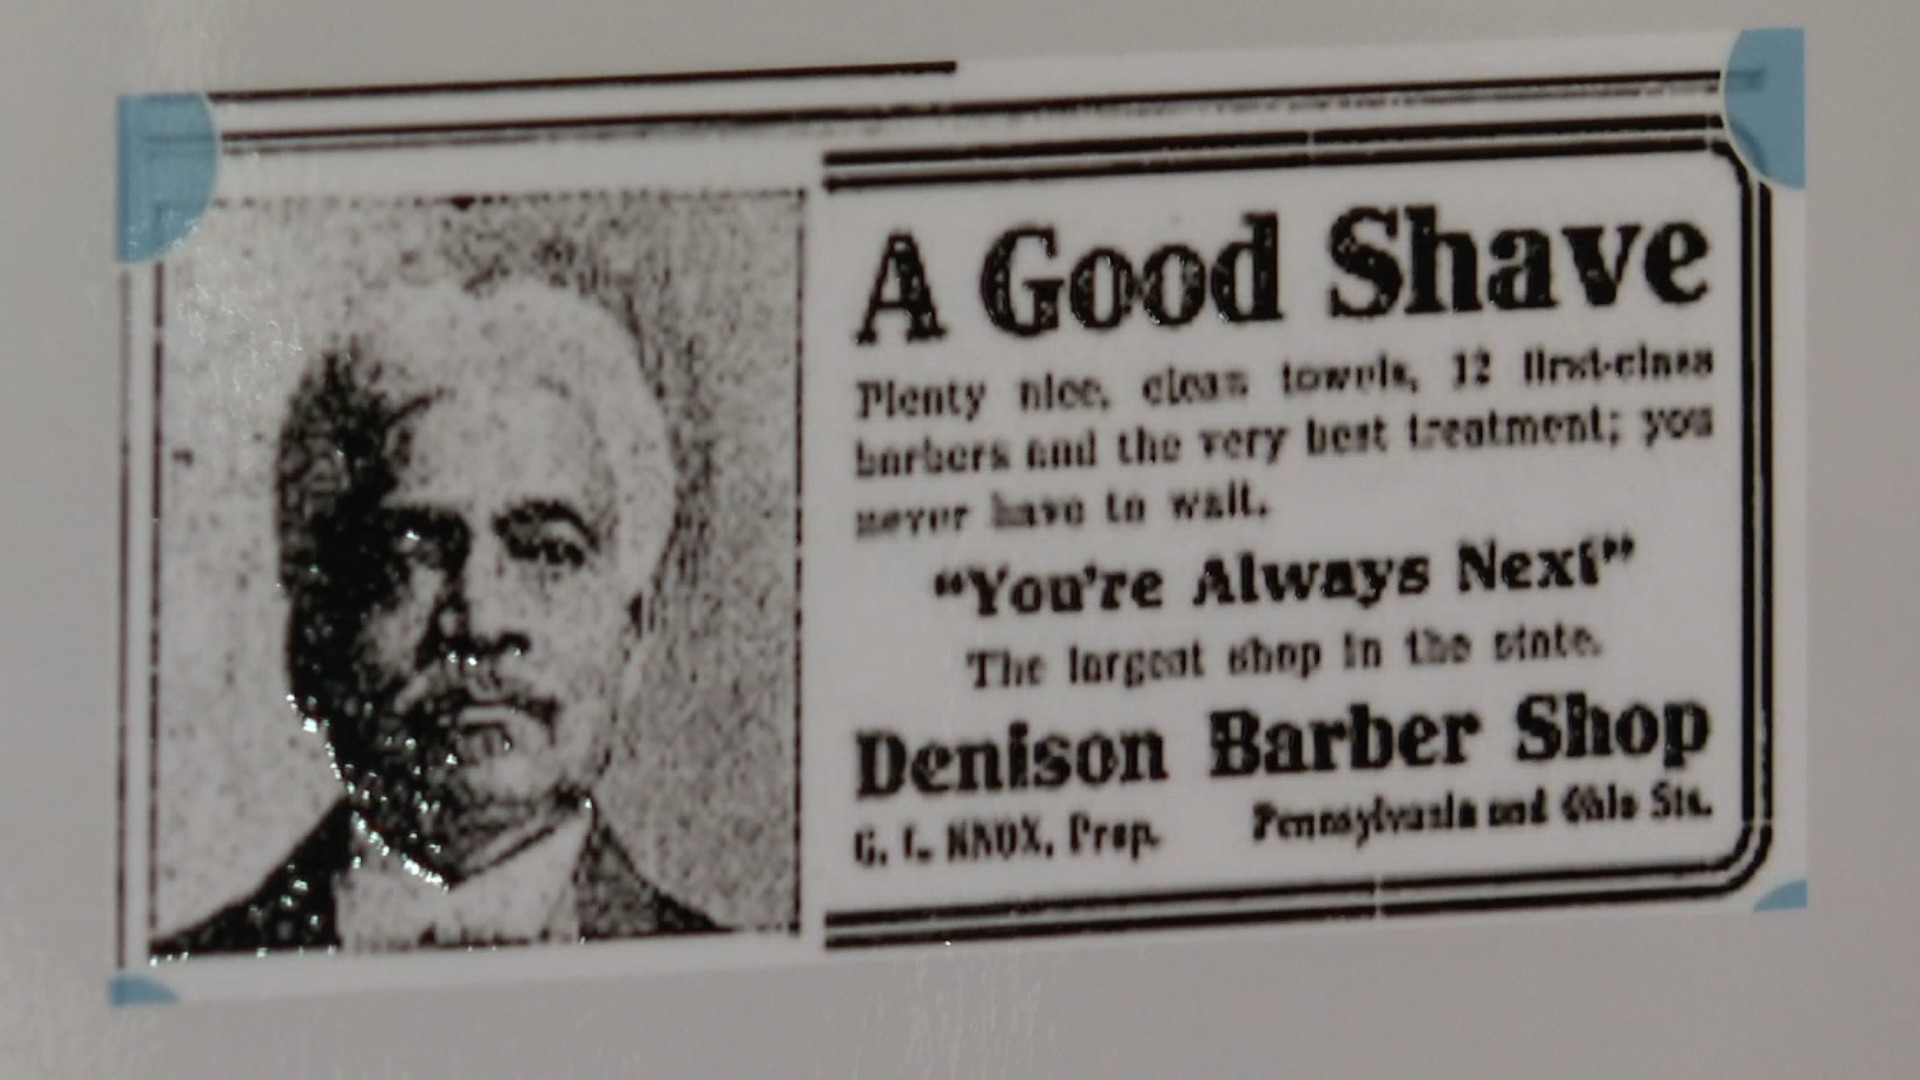 A Good Shave
Plenty nice, clean towels, 12 first-class
barbers and the very best treatment; you
never have to wait.
"You're Always Next"
The largest shop in the state.
Denison Barber Shop
G. L. KNOX, Prop. Pennsylvania and Ohio Sts.